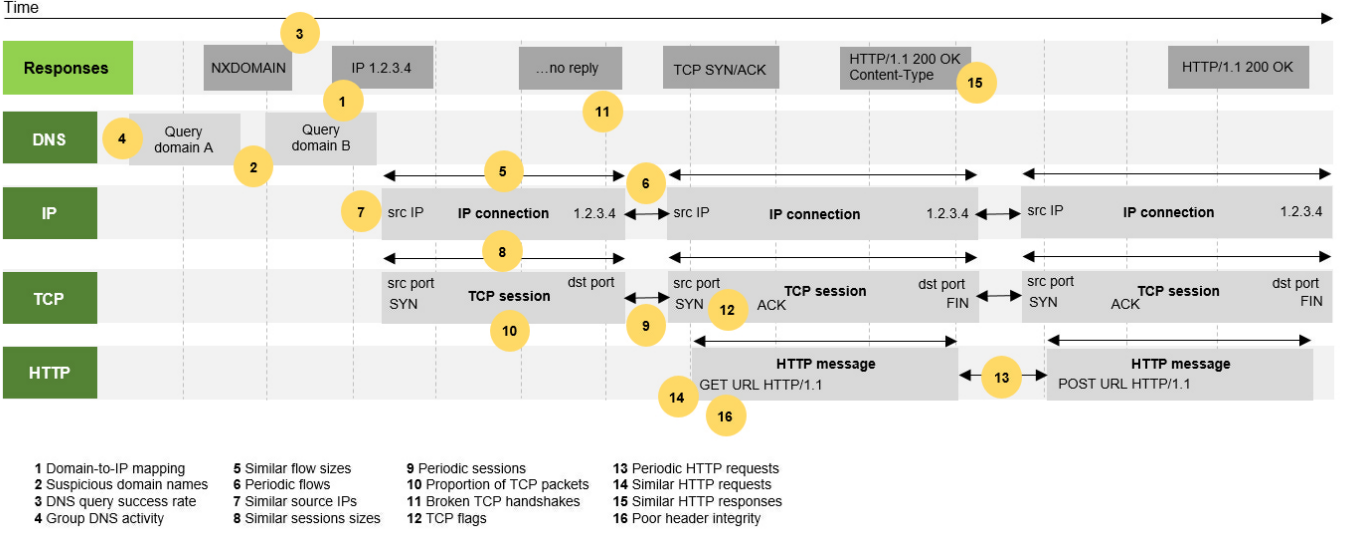 Time
3
Responses
NXDOMAIN
IP 1.2.3.4
...no reply
TCP SYN/ACK
HTTP/1.1 200 OK
Content-Type
HTTP/1.1 200 OK
15
1
11
DNS
4
Query
domain A
2
Query
domain B
5
6
IP
7
src IP
IP connection
1.2.3.4
src IP
IP connection
1.2.3.4
src IP
IP connection
1.2.3.4
8
TCP
src port
SYN
TCP session
dst port
src port
SYN
TCP session
12
ACK
dst port
FIN
src port
SYN
TCP session
ACK
dst port
FIN
10
9
HTTP
HTTP message
GET URL HTTP/1.1
13
HTTP message
POST URL HTTP/1.1
14
16
1 Domain-to-IP mapping
2 Suspicious domain names
3 DNS query success rate
4 Group DNS activity
5 Similar flow sizes
6 Periodic flows
7 Similar source IPs
8 Similar sessions sizes
9 Periodic sessions
10 Proportion of TCP packets
11 Broken TCP handshakes
12 TCP flags
13 Periodic HTTP requests
14 Similar HTTP requests
15 Similar HTTP responses
16 Poor header integrity